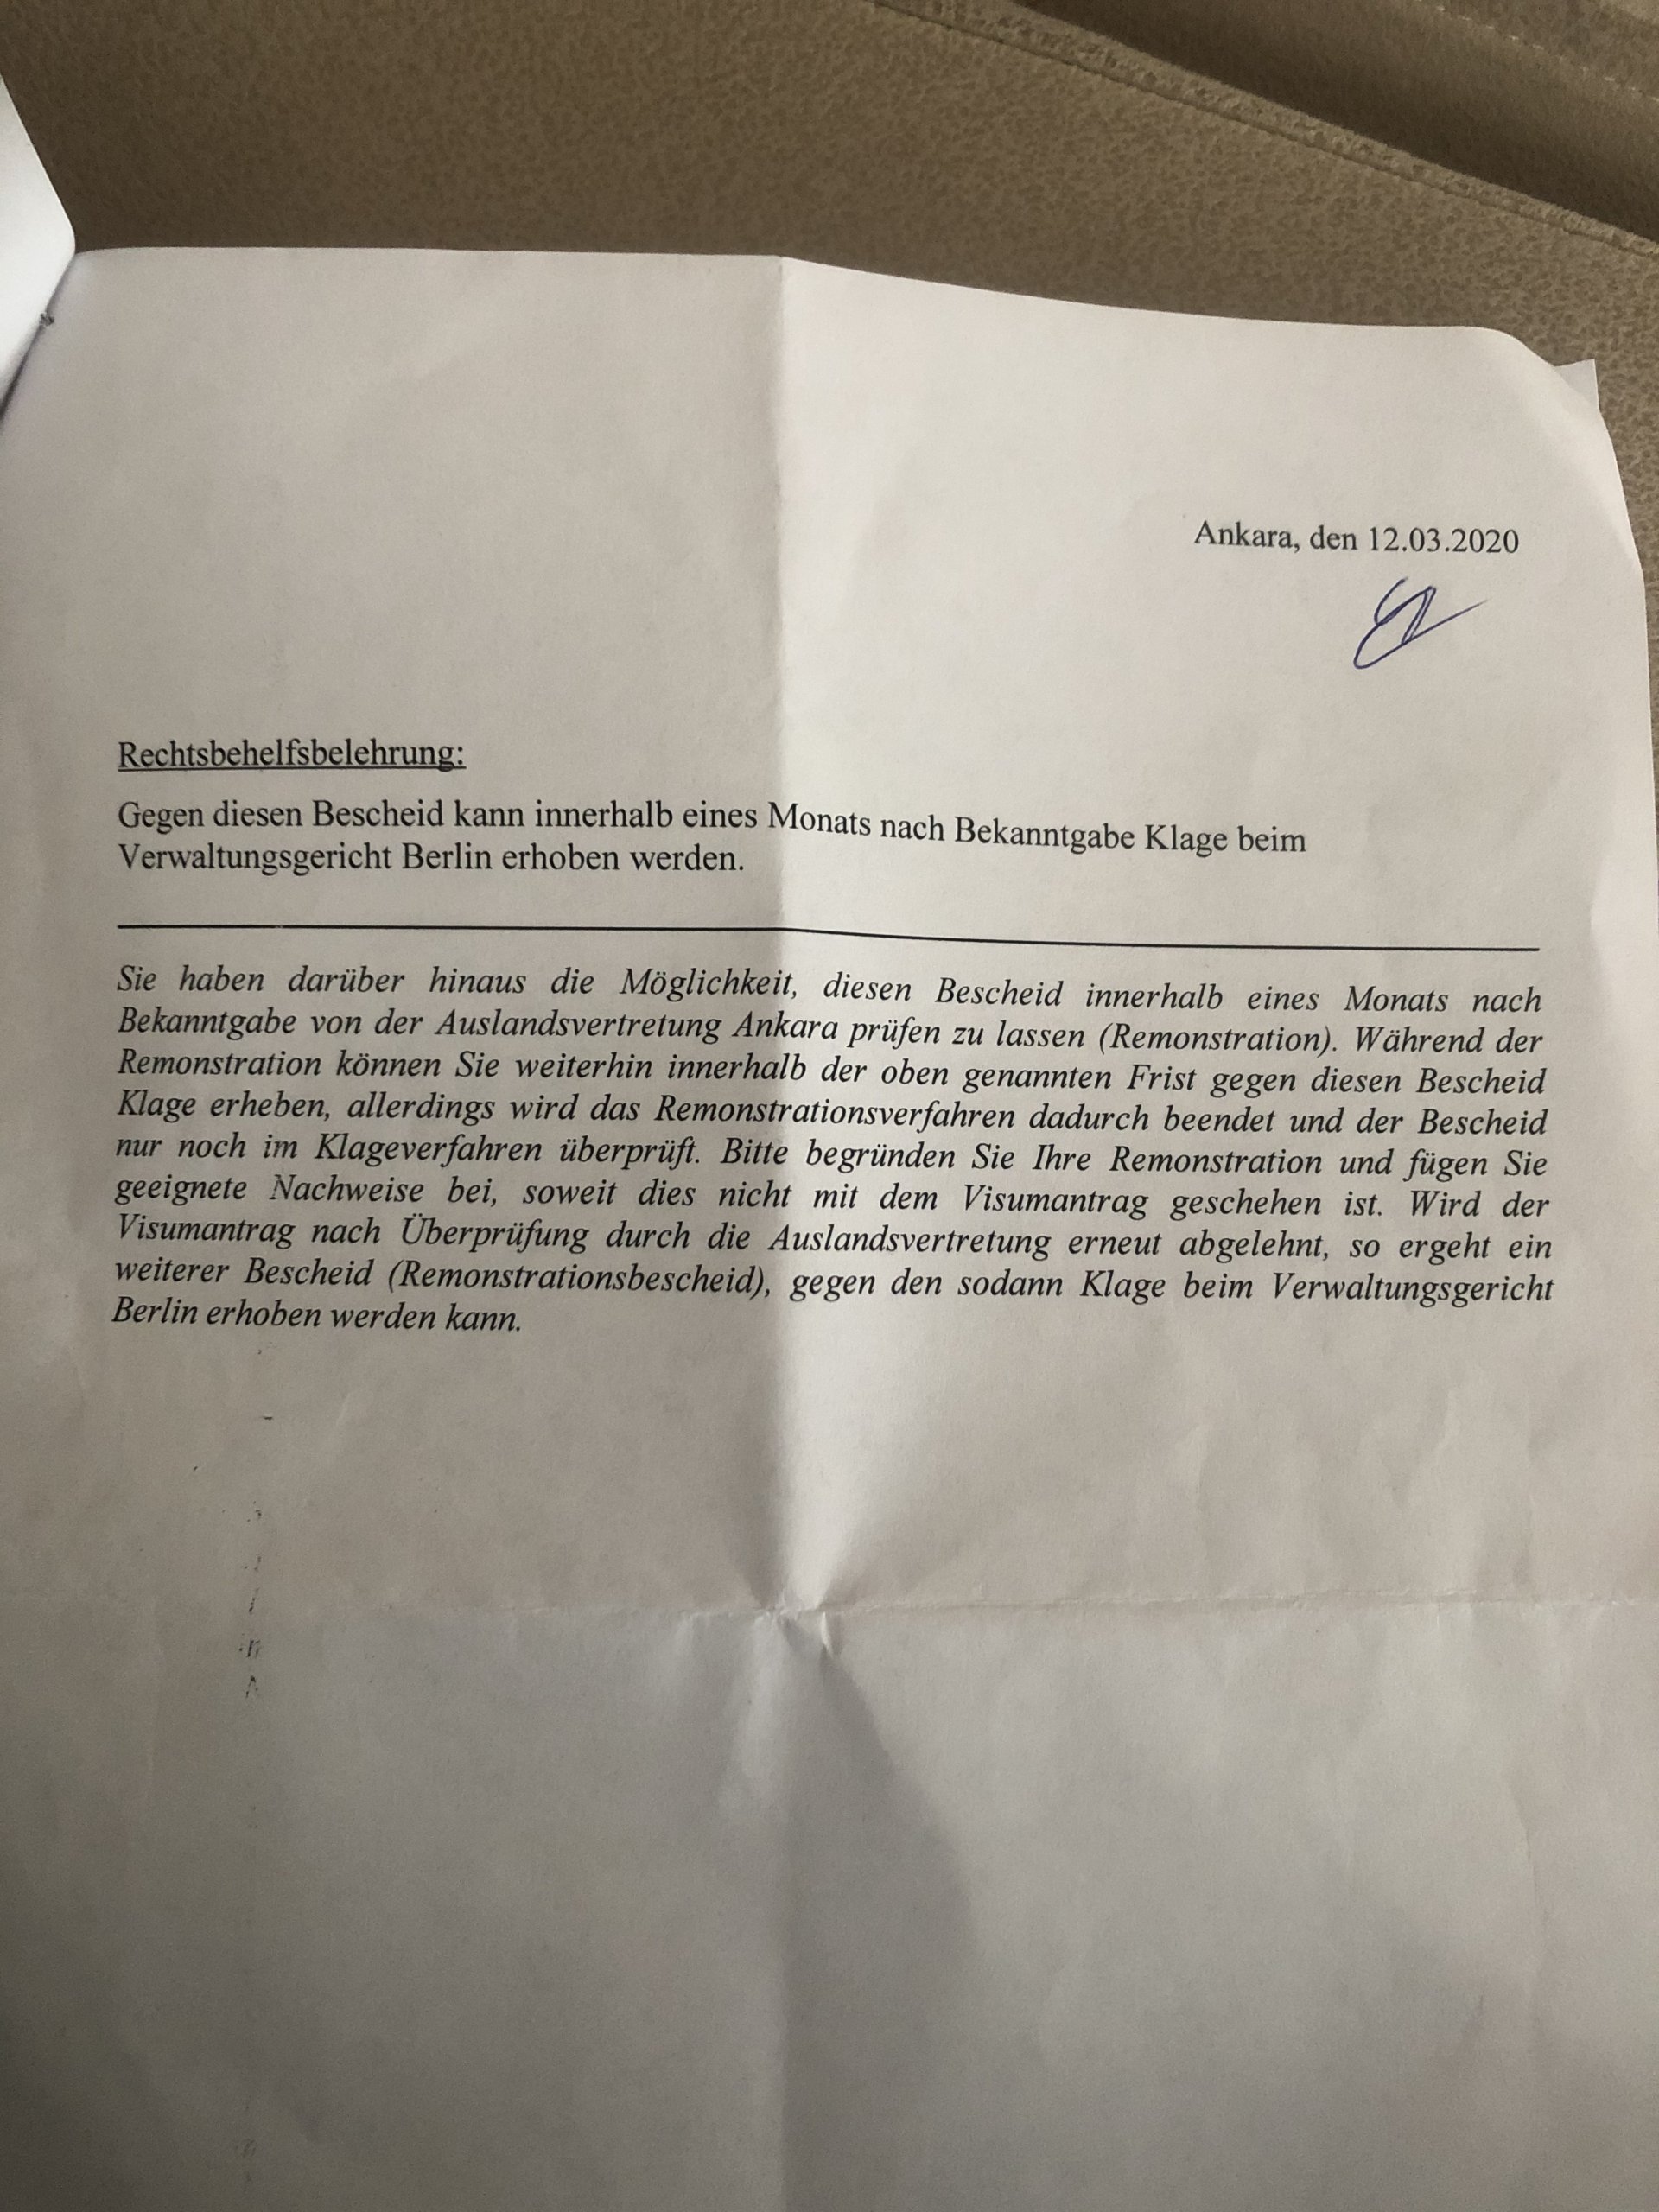 Ankara, den 12.03.2020
Rechtsbehelfsbelehrung:
Gegen diesen Bescheid kann innerhalb eines Monats nach Bekanntgabe Klage beim
Verwaltungsgericht Berlin erhoben werden.
Sie haben darüber hinaus die Möglichkeit, diesen Bescheid innerhalb eines Monats nach
Bekanntgabe von der Auslandsvertretung Ankara prüfen zu lassen (Remonstration). Während der
Remonstration können Sie weiterhin innerhalb der oben genannten Frist gegen diesen Bescheid
Klage erheben, allerdings wird das Remonstrationsverfahren dadurch beendet und der Bescheid
nur noch im Klageverfahren überprüft. Bitte begründen Sie Ihre Remonstration und fügen Sie
geeignete Nachweise bei, soweit dies nicht mit dem Visumantrag geschehen ist. Wird der
Visumantrag nach Überprüfung durch die Auslandsvertretung erneut abgelehnt, so ergeht ein
weiterer Bescheid (Remonstrationsbescheid), gegen den sodann Klage beim Verwaltungsgericht
Berlin erhoben werden kann.